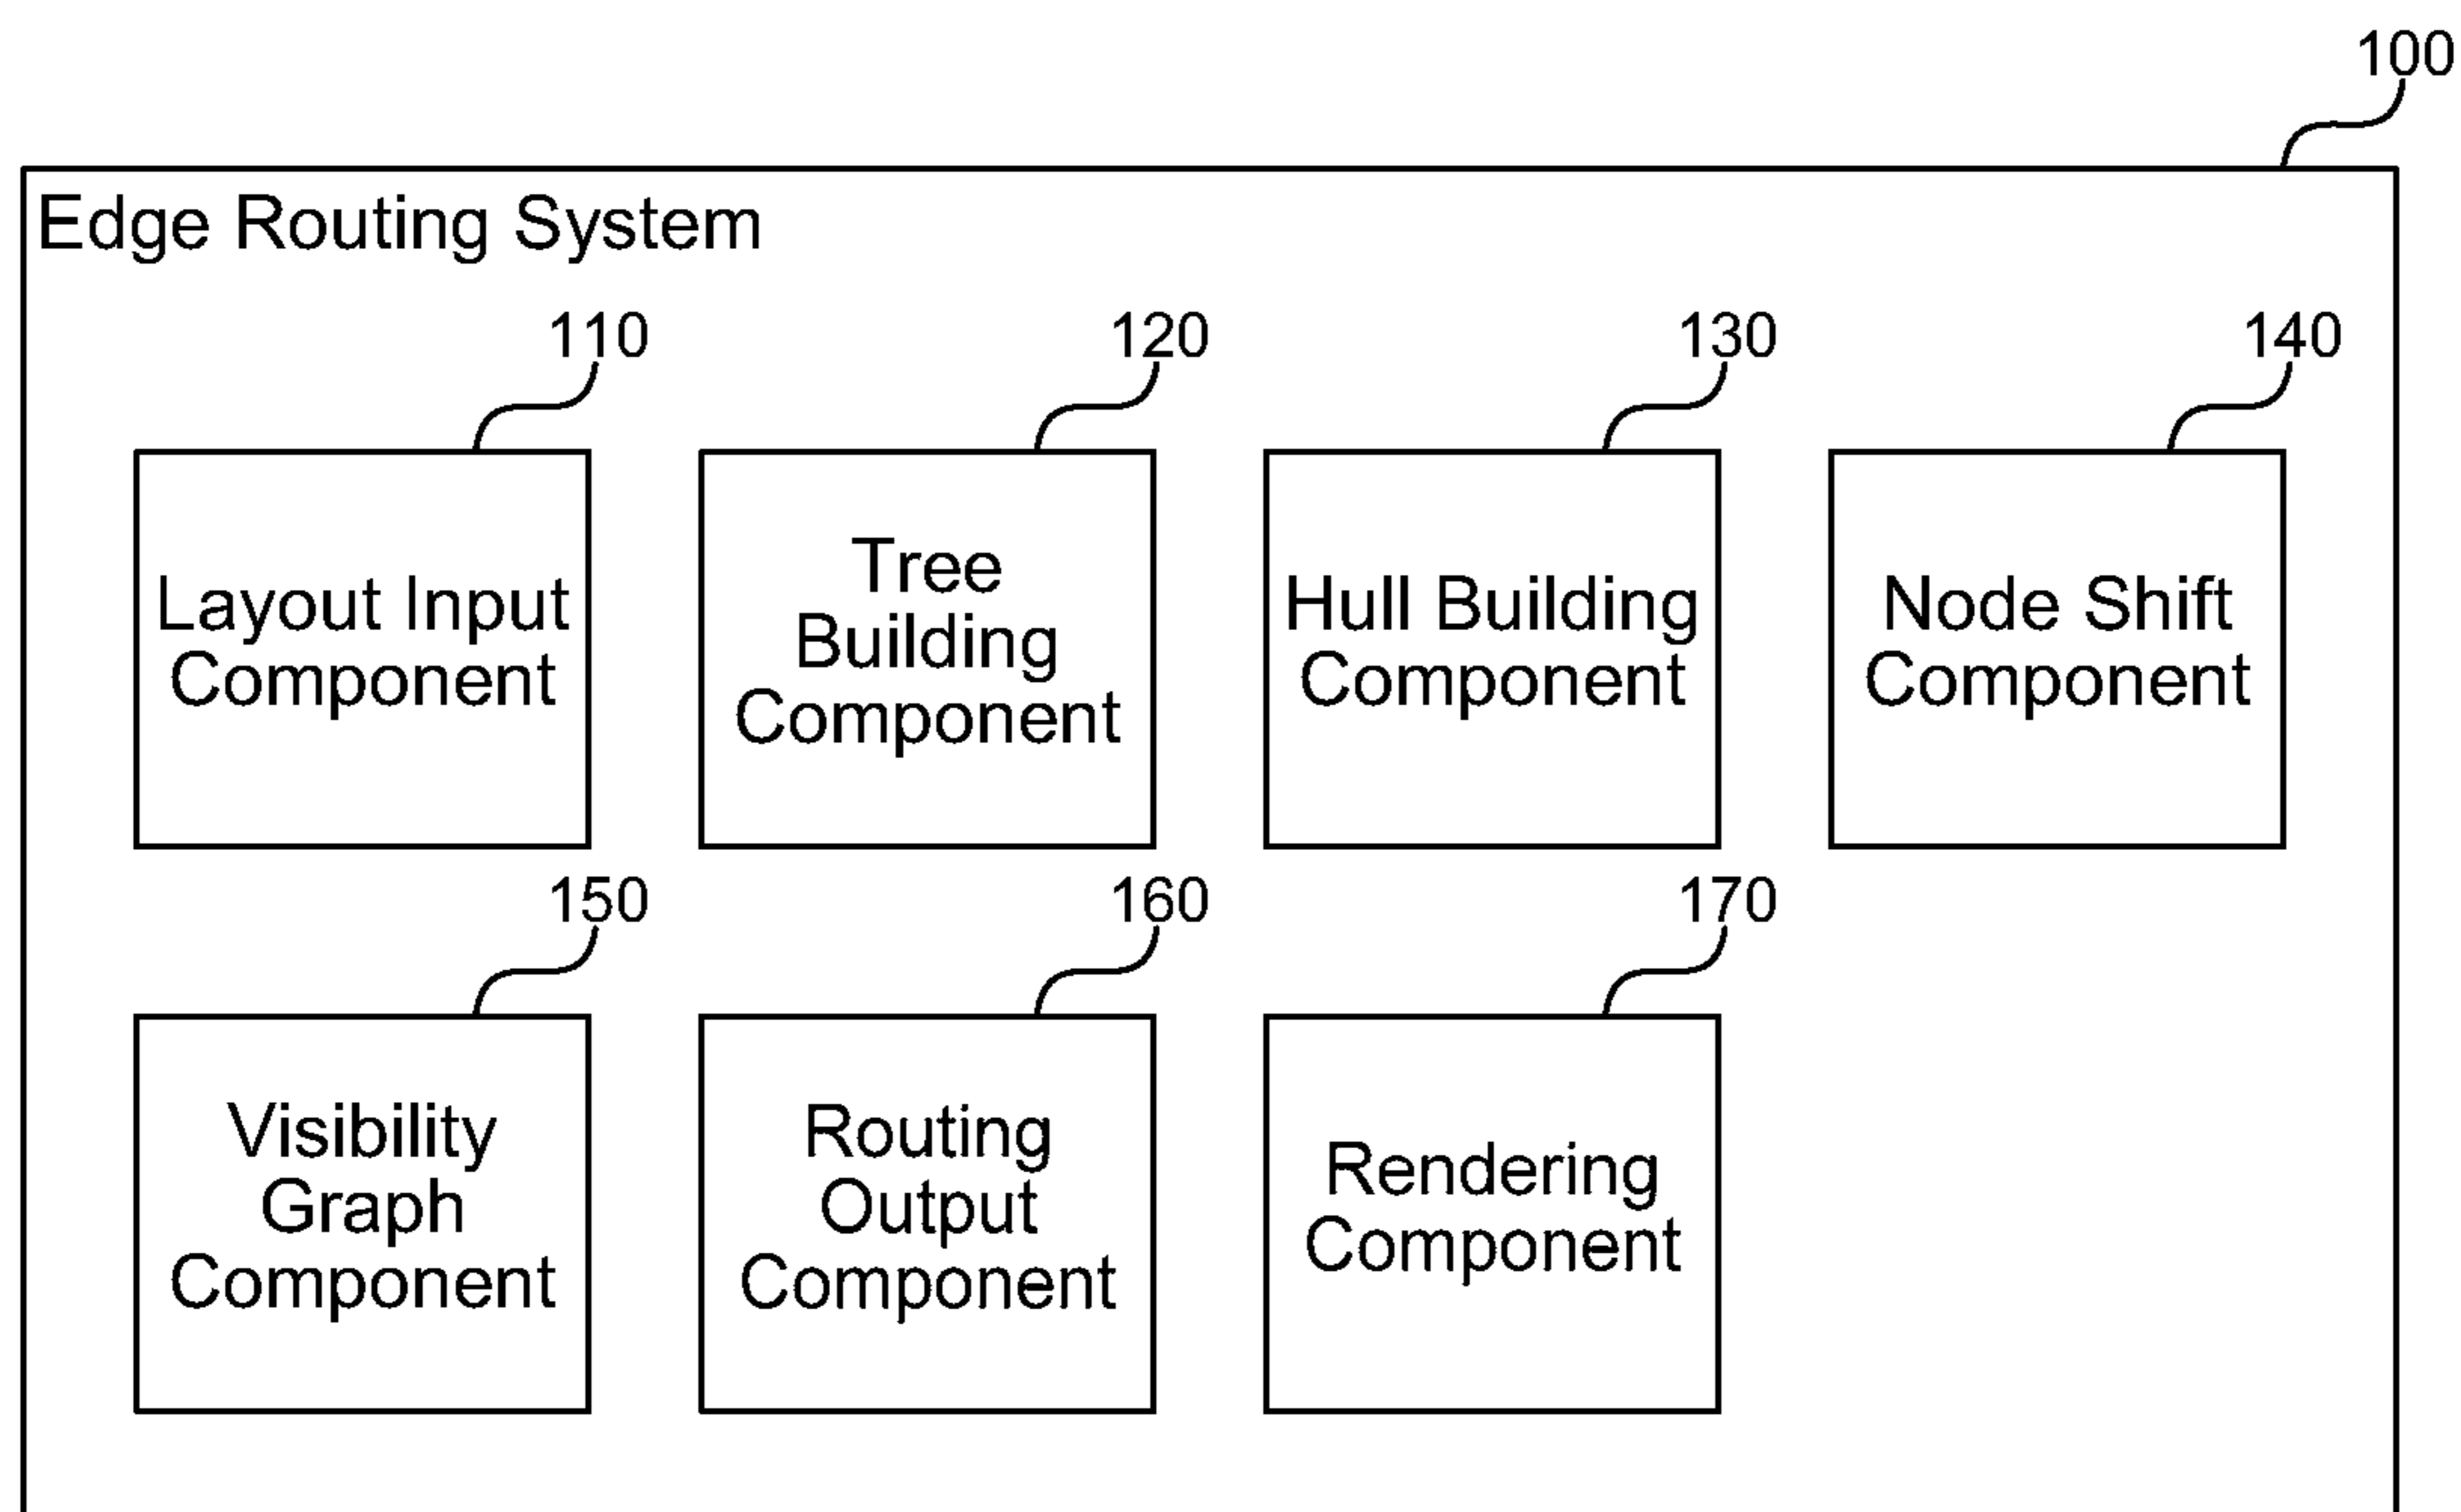 100
Edge Routing System
110
120
130
140
Layout Input
Component
Tree
Building
Component
Hull Building
Component
Node Shift
Component
150
160
170
Visibility
Graph
Component
Routing
Output
Component
Rendering
Component